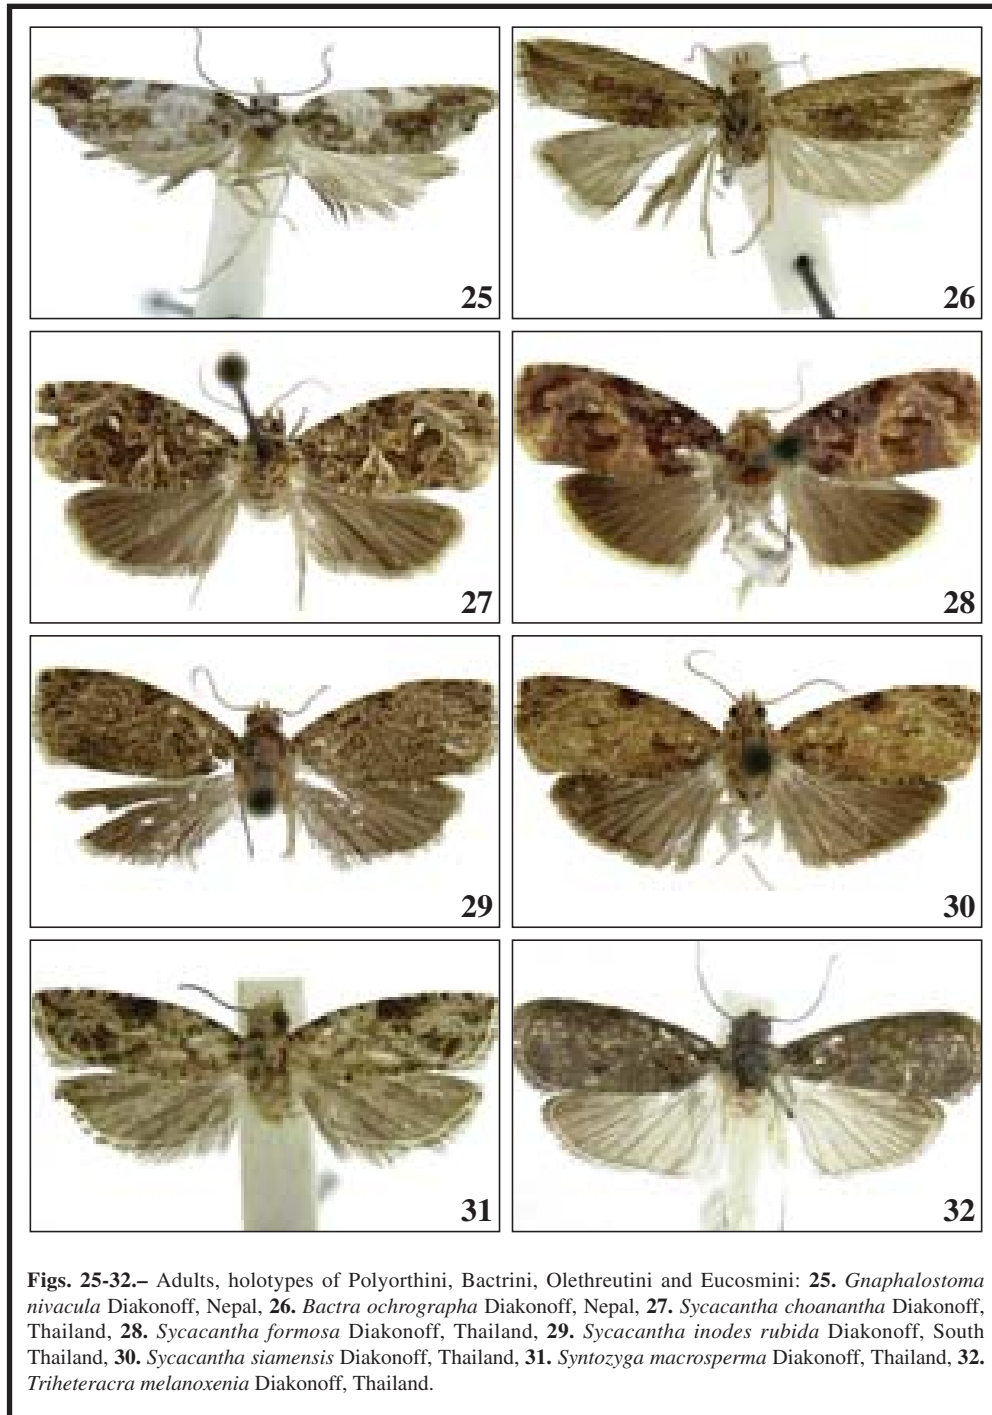 25
26
27
28
29
30
31
32
Figs. 25-32.– Adults, holotypes of Polyorthini, Bactrini, Olethreutini and Eucosmini: 25. Gnaphalostoma
nivacula Diakonoff, Nepal, 26. Bactra ochrographa Diakonoff, Nepal, 27. Sycacantha choanantha Diakonoff,
Thailand, 28. Sycacantha formosa Diakonoff, Thailand, 29. Sycacantha inodes rubida Diakonoff, South
Thailand, 30. Sycacantha siamensis Diakonoff, Thailand, 31. Syntozyga macrosperma Diakonoff, Thailand, 32.
Triheteracra melanoxenia Diakonoff, Thailand.